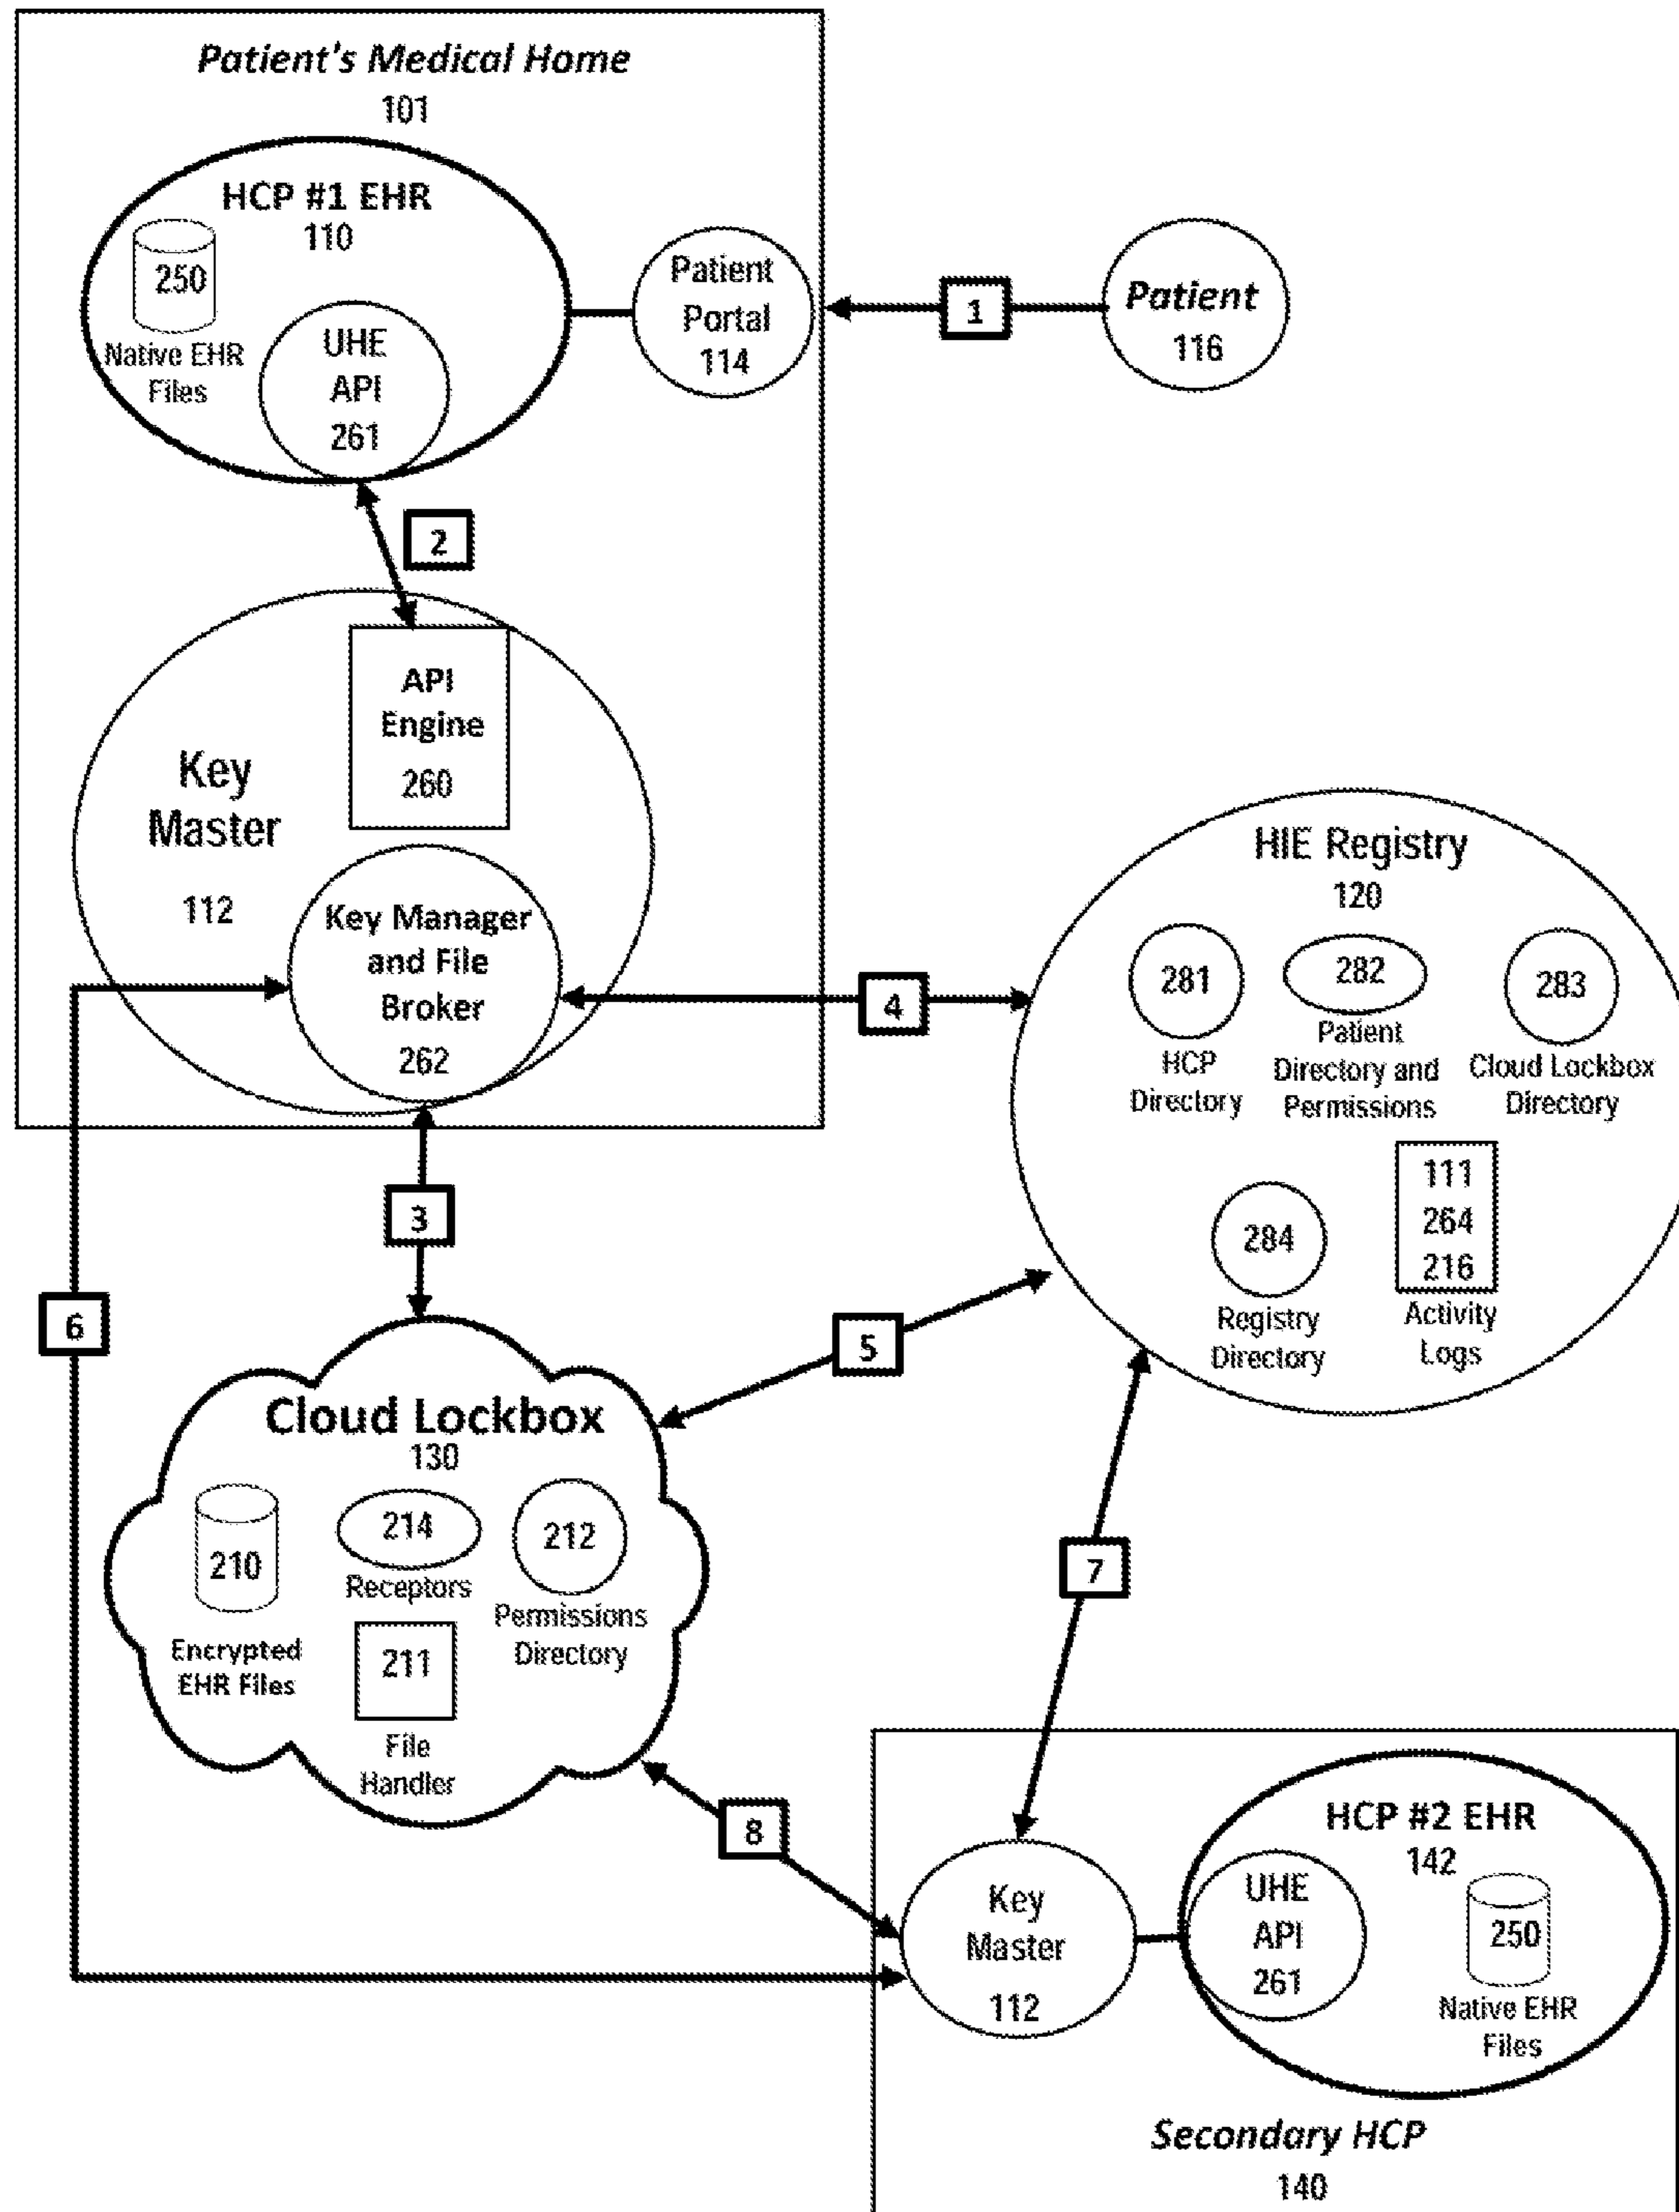 Patient's Medical Home
101
HCP #1 EHR
110
250
Native EHR
Files
UHE
API
261
Patient
Portal
114
1
Patient
116
2
API
Engine
260
Key
Master
112
Key Manager
and File
Broker
262
4
HIE Registry
120
281
HCP
Directory
282
Patient
Directory and
Permissions
283
Cloud Lockbox
Directory
284
Registry
Directory
111
264
216
Activity
Logs
3
6
5
Cloud Lockbox
130
210
Encrypted
EHR Files
214
Receptors
212
Permissions
Directory
211
File
Handler
7
8
Key
Master
112
HCP #2 EHR
142
UHE
API
261
250
Native EHR
Files
Secondary HCP
140